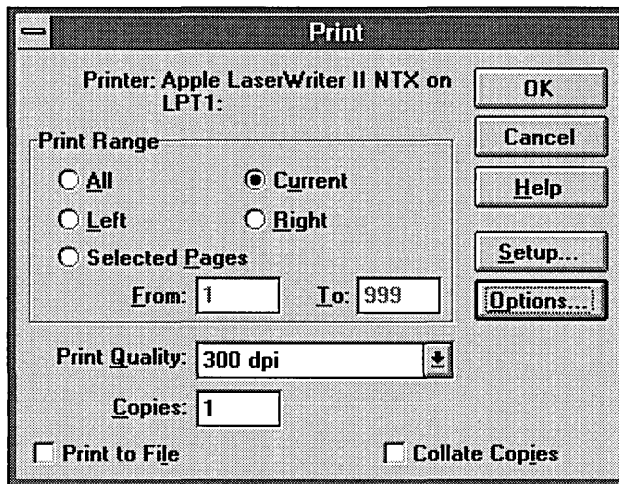 Print
Printer: Apple LaserWriter II NTX on
LPT1:
OK
Cancel
Help
Setup...
Options...
Print Range
All
Current
Left
Right
Selected Pages
From: 1 To: 999
Print Quality: 300 dpi
Copies: 1
Print to File
Collate Copies